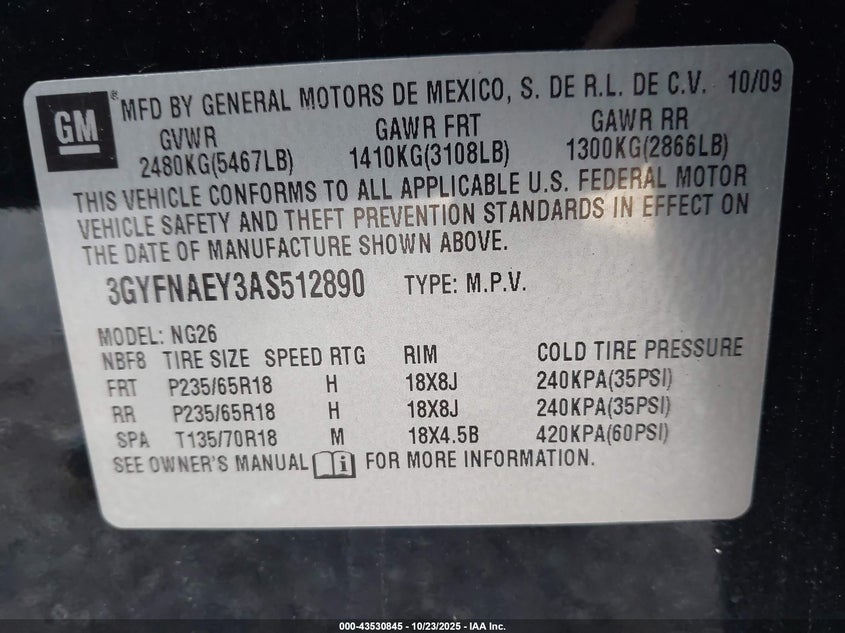 GM® MFD BY GENERAL MOTORS DE MEXICO, S. DE R.L. DE C.V. 10/09
GVWR GAWR FRT GAWR RR
2480KG(5467LB) 1410KG(3108LB) 1300KG(2866LB)
THIS VEHICLE CONFORMS TO ALL APPLICABLE U.S. FEDERAL MOTOR
VEHICLE SAFETY AND THEFT PREVENTION STANDARDS IN EFFECT ON
THE DATE OF MANUFACTURE SHOWN ABOVE.
3GYFNAEY3AS512890 TYPE: M.P.V.
MODEL: NG26
NBF8 TIRE SIZE SPEED RTG RIM COLD TIRE PRESSURE
FRT P235/65R18 H 18X8J 240KPA(35PSI)
RR P235/65R18 H 18X8J 240KPA(35PSI)
SPA T135/70R18 M 18X4.5B 420KPA(60PSI)
SEE OWNER'S MANUAL i FOR MORE INFORMATION.
000-43530845 - 10/23/2025 - IAA Inc.